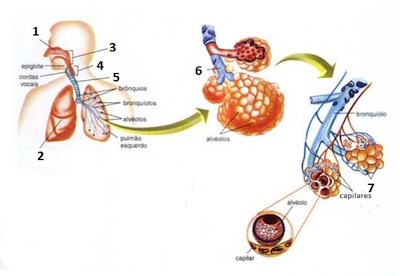 1
3
epiglote
4
cordas
vocais
5
brônquios
bronquíolos
alvéolos
2
pulmão
esquerdo
6
alvéolos
bronquíolo
7
capilares
alvéolo
capilar